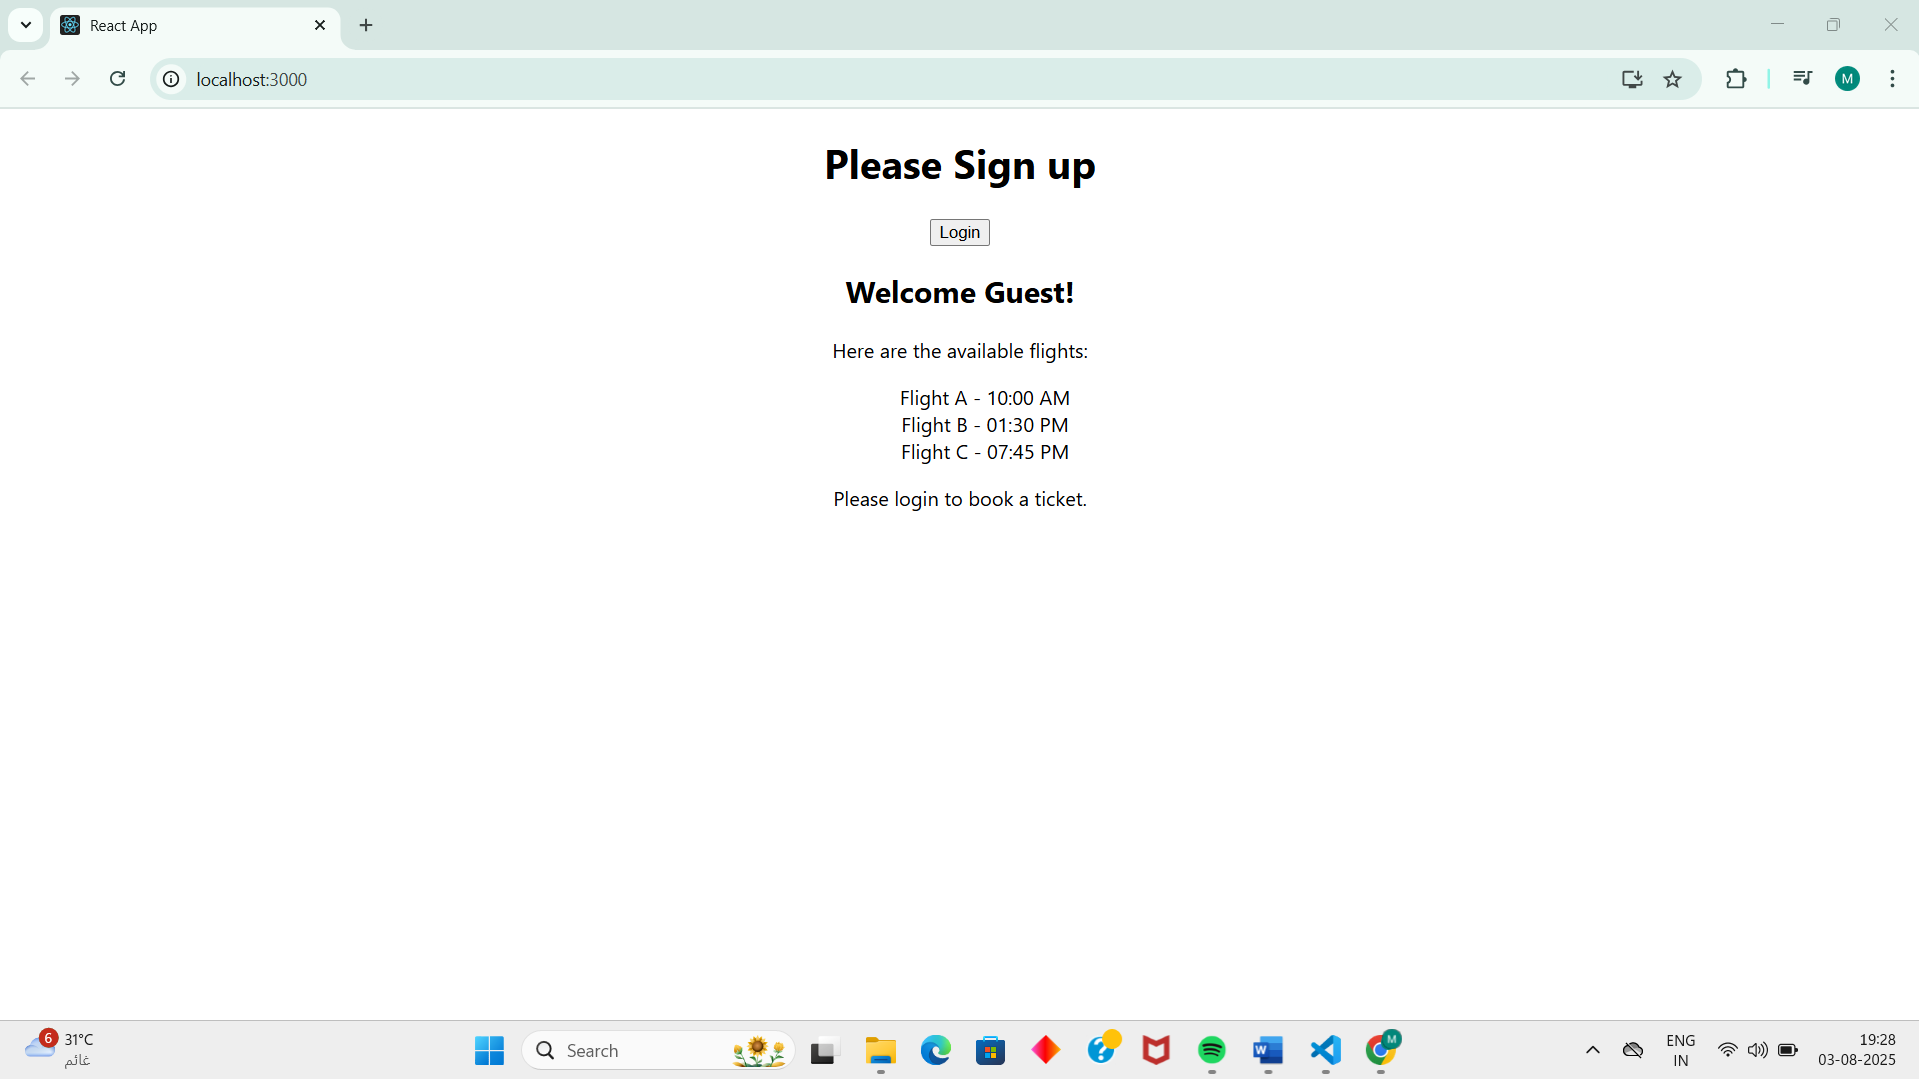 React App
localhost:3000
M
Please Sign up
Login
Welcome Guest!
Here are the available flights:
Flight A - 10:00 AM
Flight B - 01:30 PM
Flight C - 07:45 PM
Please login to book a ticket.
6
31°C
غائم
Search
W
M
ENG
IN
19:28
03-08-2025